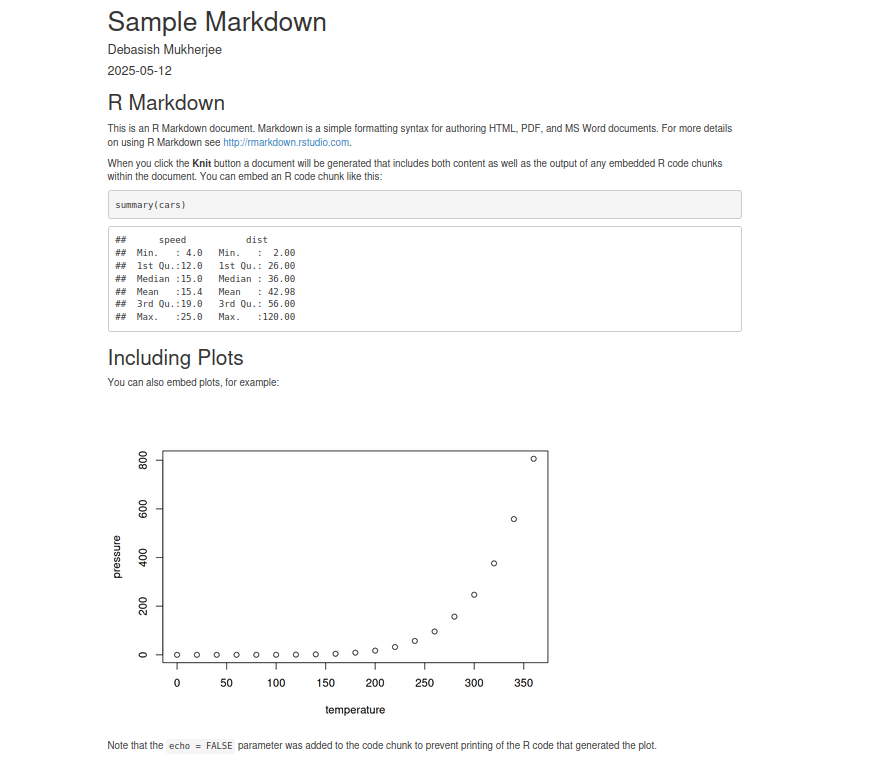 Sample Markdown
Debasish Mukherjee
2025-05-12
R Markdown
This is an R Markdown document. Markdown is a simple formatting syntax for authoring HTML, PDF, and MS Word documents. For more details
on using R Markdown see http://rmarkdown.rstudio.com.
When you click the Knit button a document will be generated that includes both content as well as the output of any embedded R code chunks
within the document. You can embed an R code chunk like this:
summary(cars)
##      speed           dist
##  Min.   : 4.0   Min.   :  2.00
##  1st Qu.:12.0   1st Qu.: 26.00
##  Median :15.0   Median : 36.00
##  Mean   :15.4   Mean   : 42.98
##  3rd Qu.:19.0   3rd Qu.: 56.00
##  Max.   :25.0   Max.   :120.00
Including Plots
You can also embed plots, for example:
800
600
400
200
0
pressure
0 50 100 150 200 250 300 350
temperature
Note that the echo = FALSE parameter was added to the code chunk to prevent printing of the R code that generated the plot.